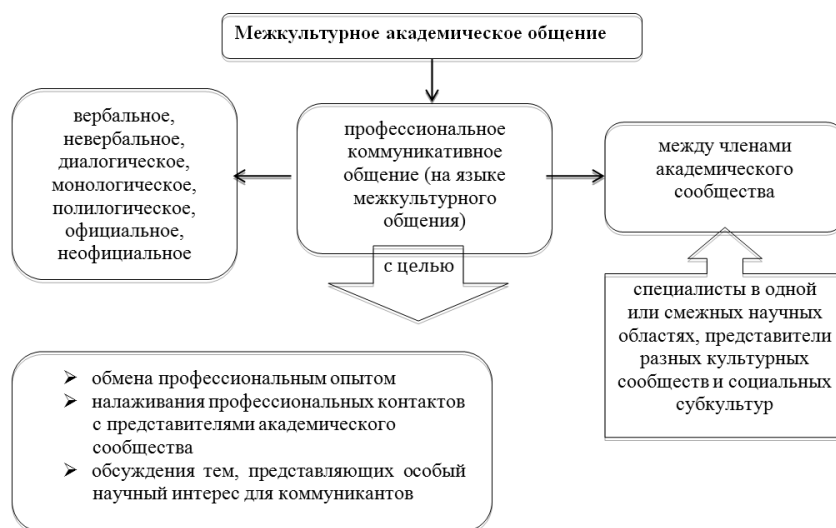 Межкультурное академическое общение
вербальное,
невербальное,
диалогическое,
монологическое,
полилогическое,
официальное,
неофициальное
профессиональное
коммуникативное
общение (на языке
межкультурного
общения)
между членами
академического
сообщества
с целью
специалисты в одной
или смежных научных
областях, представители
разных культурных
сообществ и социальных
субкультур
➤ обмена профессиональным опытом
➤ налаживания профессиональных контактов
с представителями академического
сообщества
➤ обсуждения тем, представляющих особый
научный интерес для коммуникантов